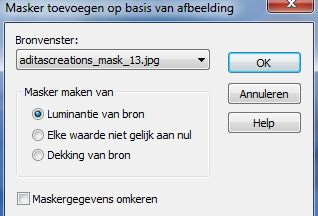 Masker toevoegen op basis van afbeelding
Bronvenster:
aditascreations_mask_13.jpg
OK
Masker maken van
Annuleren
Luminantie van bron
Elke waarde niet gelijk aan nul
Help
Dekking van bron
Maskergegevens omkeren